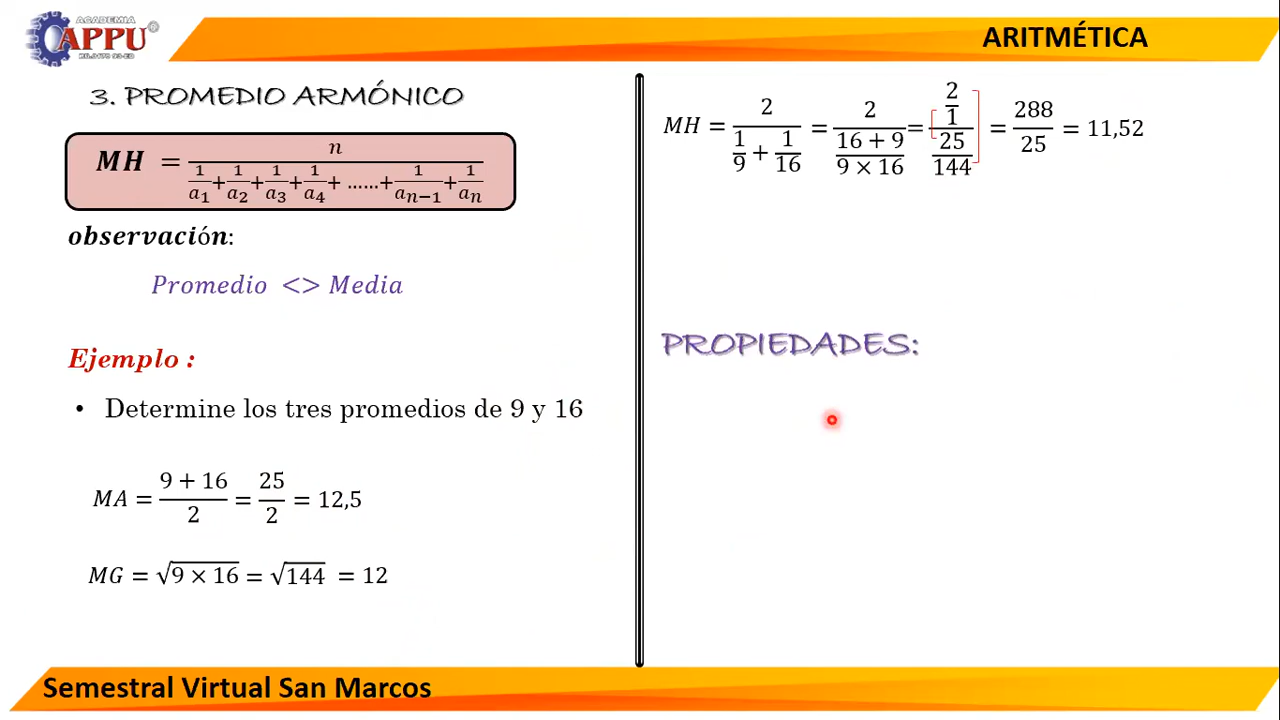 ACADEMIA
APPU
ARITMÉTICA
3. PROMEDIO ARMÓNICO
MH = n / (1/a₁ + 1/a₂ + 1/a₃ + 1/a₄ + ...... + 1/aₙ₋₁ + 1/aₙ)
observación:
Promedio <> Media
Ejemplo :
• Determine los tres promedios de 9 y 16
MA = (9 + 16)/2 = 25/2 = 12,5
MG = √(9 × 16) = √144 = 12
MH = 2/(1/9 + 1/16) = 2/((16 + 9)/(9 × 16)) = (2/1)/(25/144) = 288/25 = 11,52
PROPIEDADES:
Semestral Virtual San Marcos